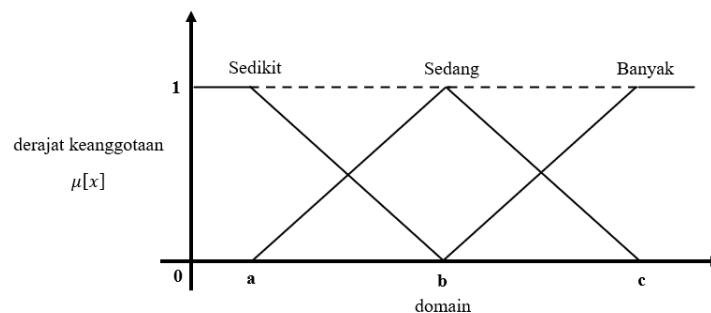 Sedikit Sedang Banyak
1
derajat keanggotaan
μ[x]
0 a b c
domain